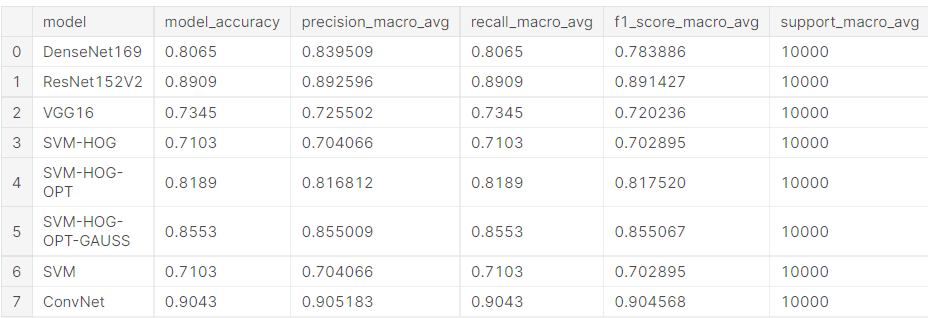 model model_accuracy precision_macro_avg recall_macro_avg f1_score_macro_avg support_macro_avg
0 DenseNet169 0.8065 0.839509 0.8065 0.783886 10000
1 ResNet152V2 0.8909 0.892596 0.8909 0.891427 10000
2 VGG16 0.7345 0.725502 0.7345 0.720236 10000
3 SVM-HOG 0.7103 0.704066 0.7103 0.702895 10000
4 SVM-HOG-
OPT 0.8189 0.816812 0.8189 0.817520 10000
5 SVM-HOG-
OPT-GAUSS 0.8553 0.855009 0.8553 0.855067 10000
6 SVM 0.7103 0.704066 0.7103 0.702895 10000
7 ConvNet 0.9043 0.905183 0.9043 0.904568 10000